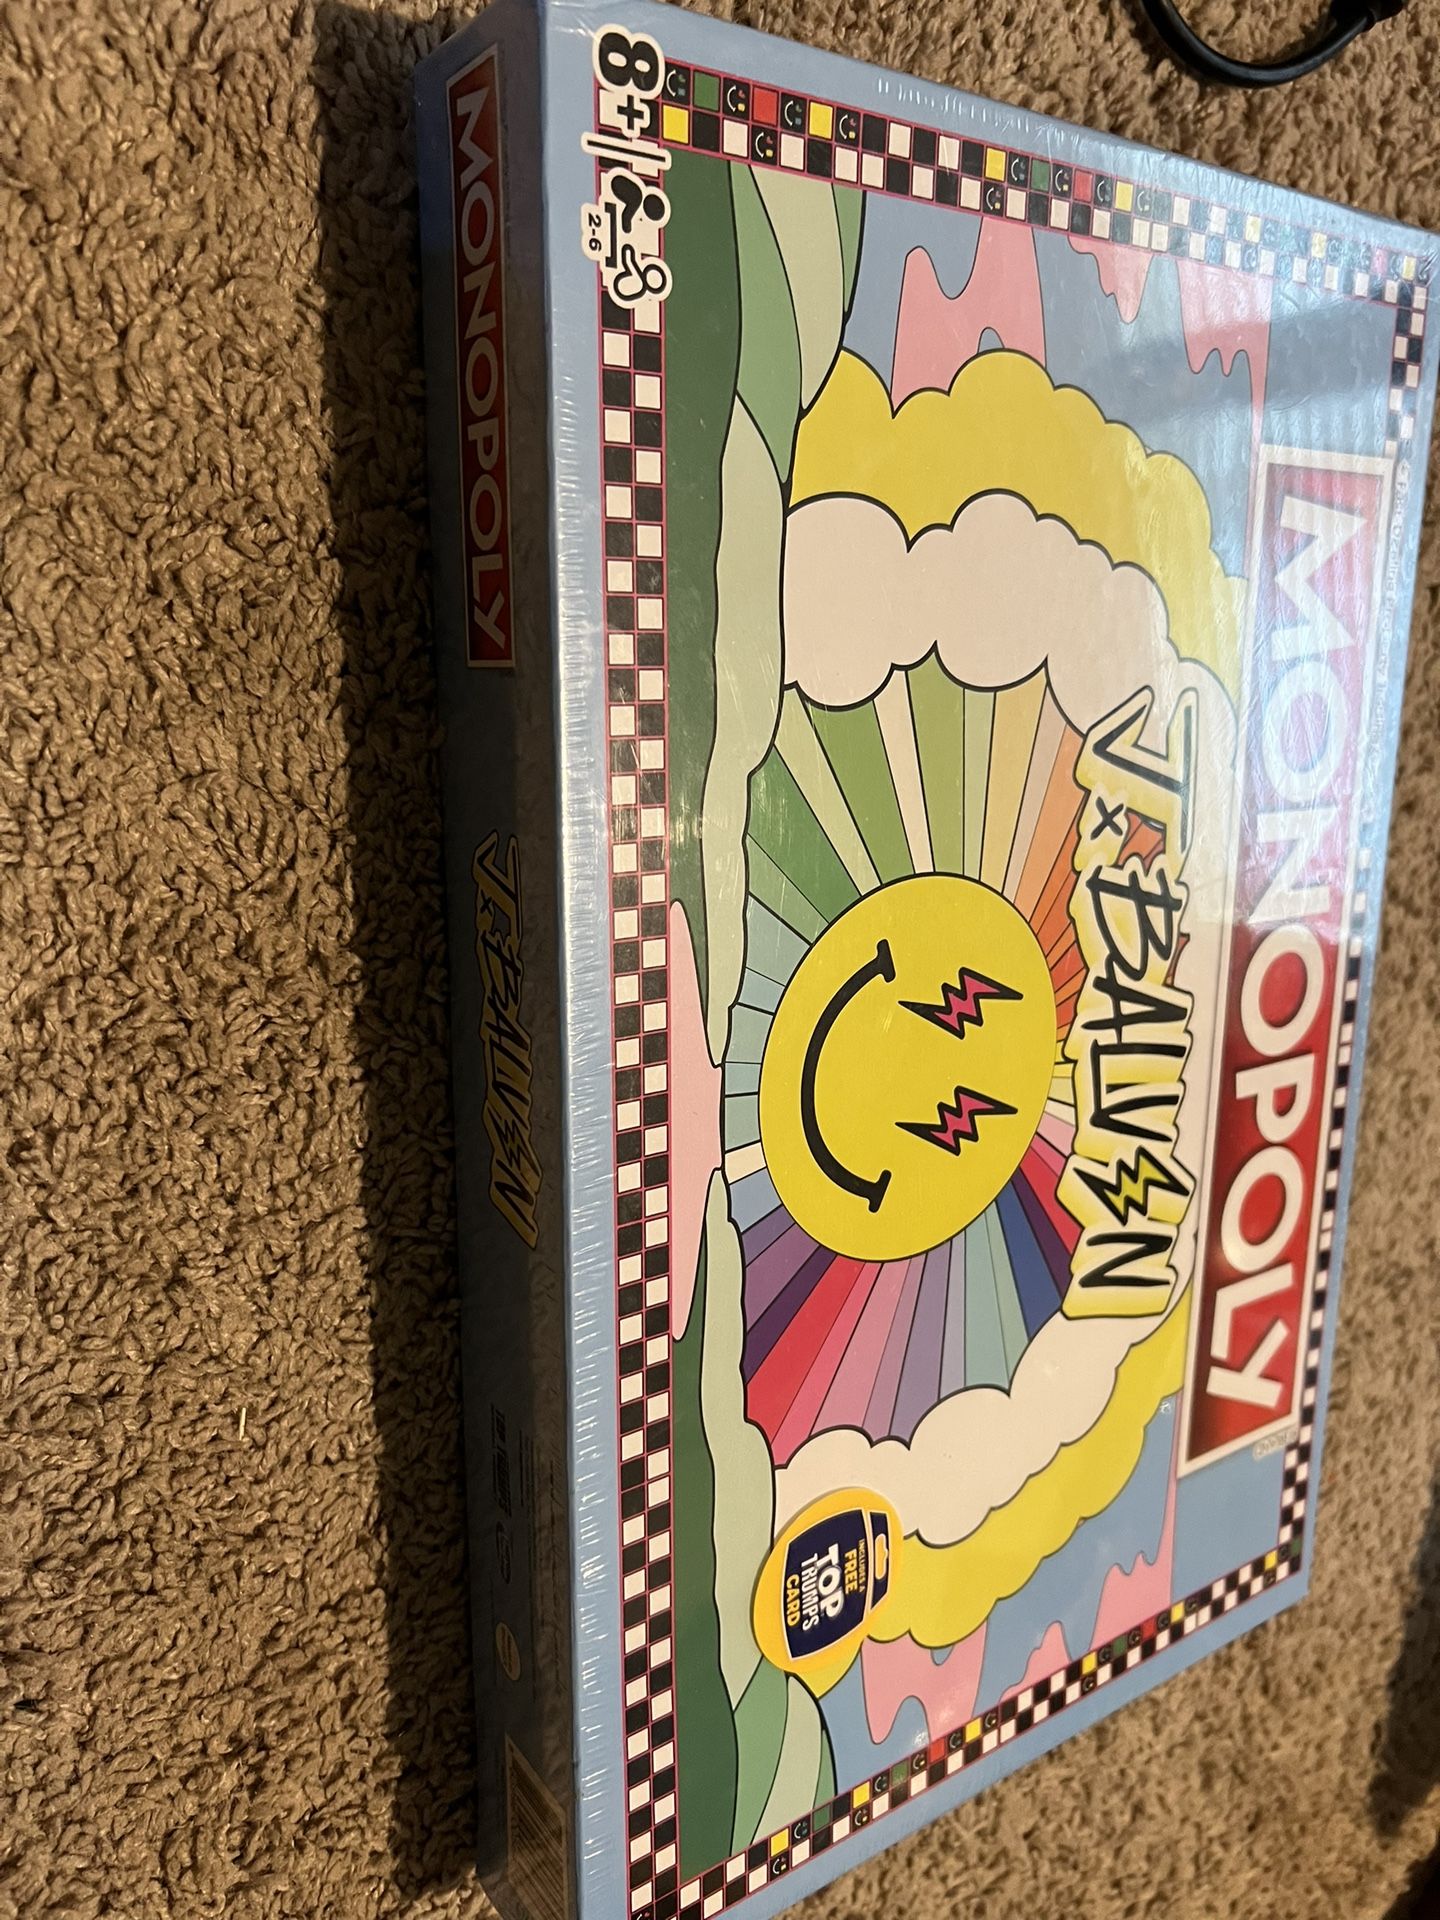 MONOPOLY
J x BALVIN
INCLUDES A
FREE
TOP
TRUMPS
CARD
8+
2-6
MONOPOLY
J x BALVIN